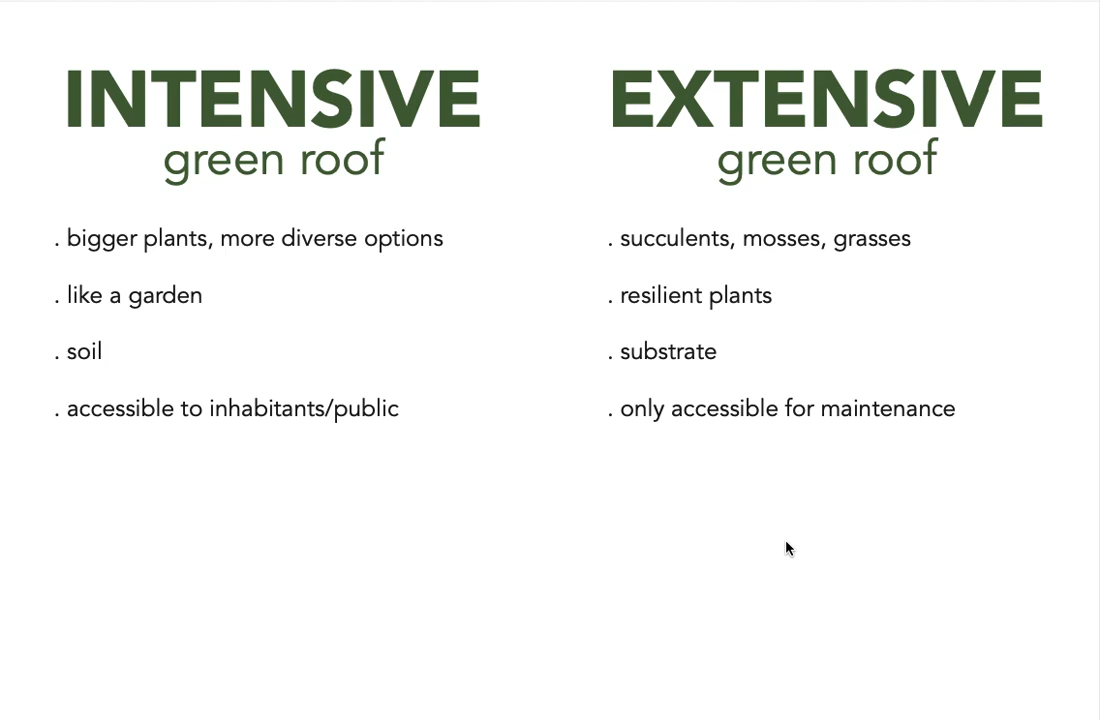 INTENSIVE
green roof
. bigger plants, more diverse options
. like a garden
. soil
. accessible to inhabitants/public
EXTENSIVE
green roof
. succulents, mosses, grasses
. resilient plants
. substrate
. only accessible for maintenance